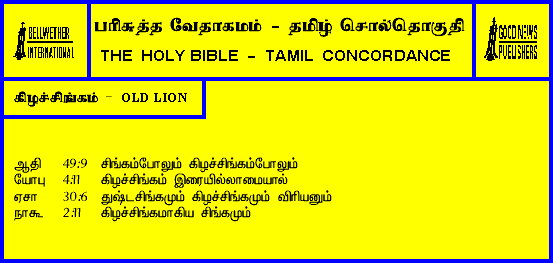 BELLWETHER
INTERNATIONAL
பரிசுத்த வேதாகமம் - தமிழ் சொல்தொகுதி
THE HOLY BIBLE - TAMIL CONCORDANCE
GOOD NEWS
PUBLISHERS
கிழச்சிங்கம் - OLD LION
ஆதி 49:9 சிங்கம்போலும் கிழச்சிங்கம்போலும்
யோபு 4:11 கிழச்சிங்கம் இரையில்லாமையால்
ஏசா 30:6 துஷ்டசிங்கமும் கிழச்சிங்கமும் விரியனும்
நாகூ 2:11 கிழச்சிங்கமாகிய சிங்கமும்